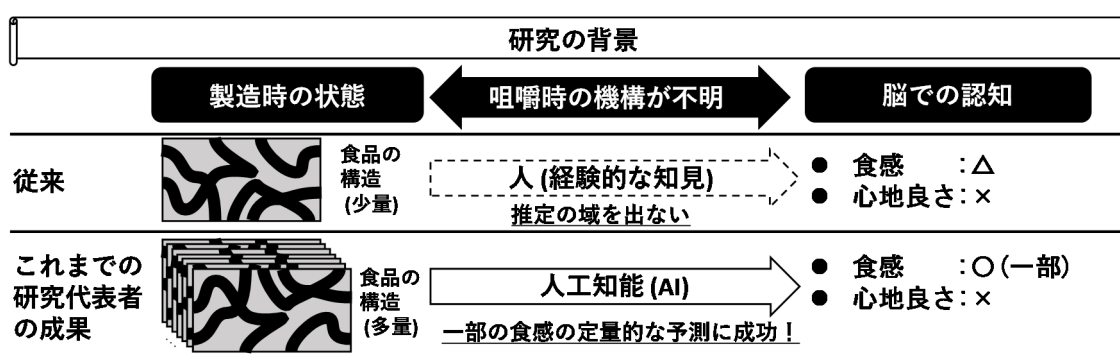 研究の背景
製造時の状態
咀嚼時の機構が不明
脳での認知
従来
食品の
構造
(少量)
人 (経験的な知見)
推定の域を出ない
● 食感 :△
● 心地良さ:×
これまでの
研究代表者
の成果
食品の
構造
(多量)
人工知能 (AI)
一部の食感の定量的な予測に成功！
● 食感 :○(一部)
● 心地良さ:×